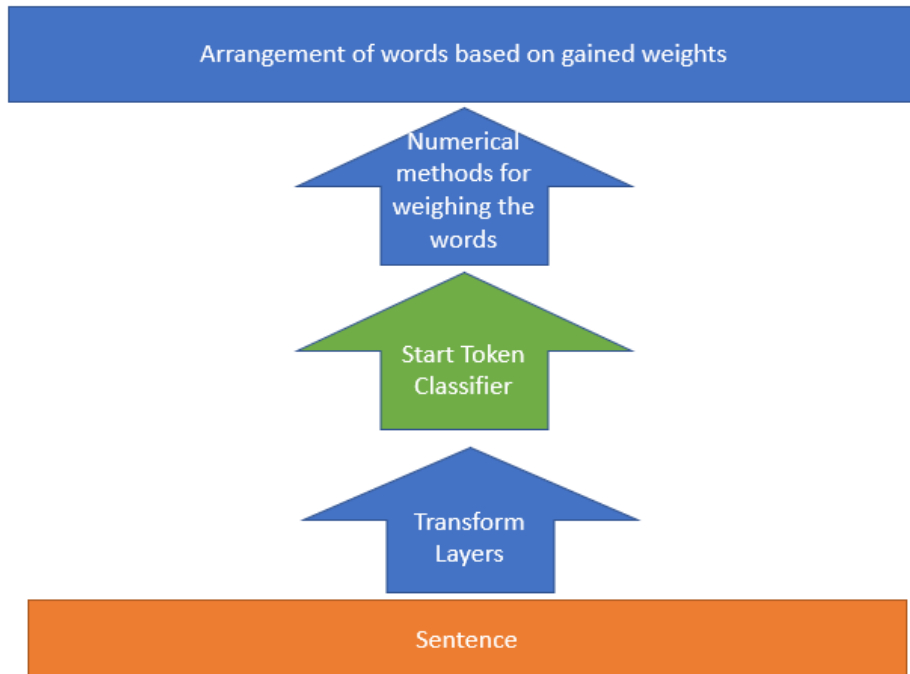 Arrangement of words based on gained weights
Numerical
methods for
weighing the
words
Start Token
Classifier
Transform
Layers
Sentence